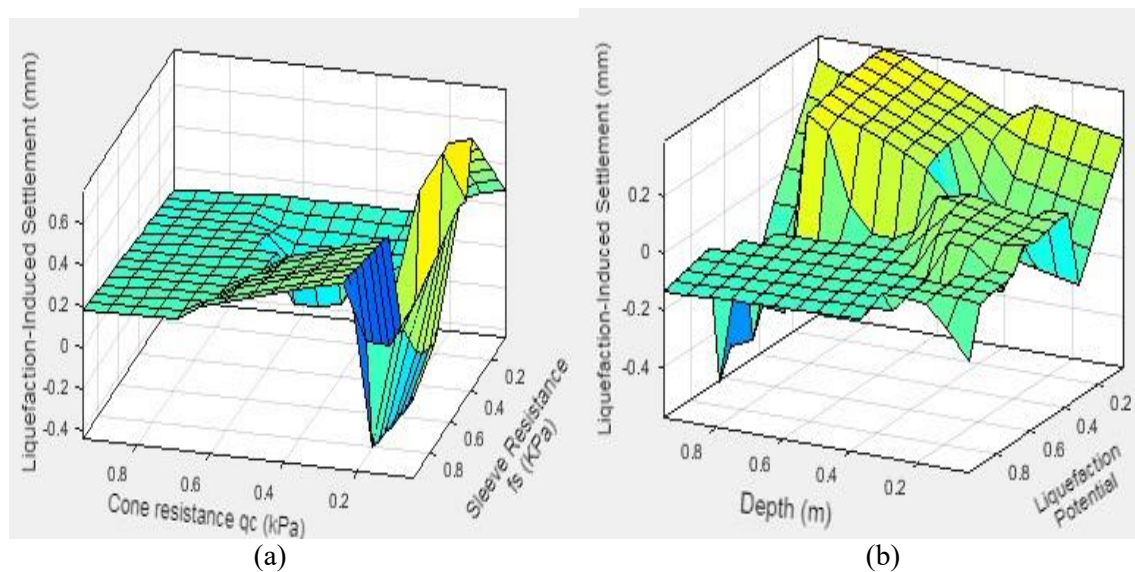 Liquefaction-Induced Settlement (mm)
0.6
0.4
0.2
0
-0.2
-0.4
0.8
0.6
0.4
0.2
Cone resistance qc (kPa)
0.2
0.4
0.6
0.8
Sleeve Resistance
fs (KPa)
(a)
Liquefaction-Induced Settlement (mm)
0.2
0
-0.2
-0.4
0.8
0.6
0.4
0.2
Depth (m)
0.2
0.4
0.6
0.8
Liquefaction
Potential
(b)